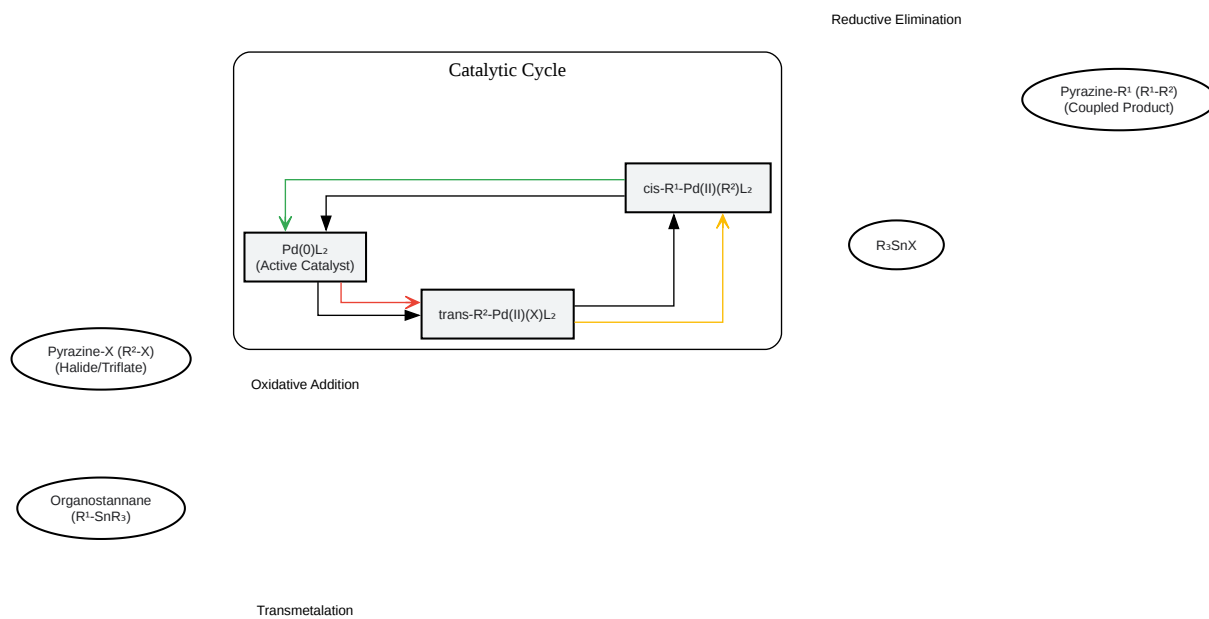 Reductive Elimination
Catalytic Cycle
Pyrazine-R¹ (R¹-R²)
(Coupled Product)
cis-R¹-Pd(II)(R²)L₂
Pd(0)L₂
(Active Catalyst)
R₃SnX
trans-R²-Pd(II)(X)L₂
Pyrazine-X (R²-X)
(Halide/Triflate)
Oxidative Addition
Organostannane
(R¹-SnR₃)
Transmetalation